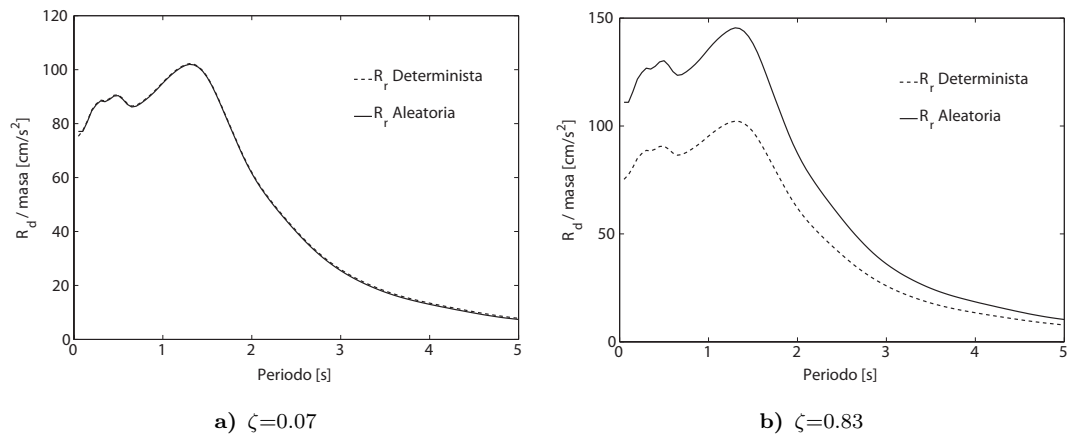 120
100
80
60
40
20
0
R_d / masa [cm/s²]
R_r Determinista
R_r Aleatoria
0 1 2 3 4 5
Periodo [s]
a) ζ=0.07
150
100
50
0
R_d / masa [cm/s²]
R_r Aleatoria
R_r Determinista
0 1 2 3 4 5
Periodo [s]
b) ζ=0.83